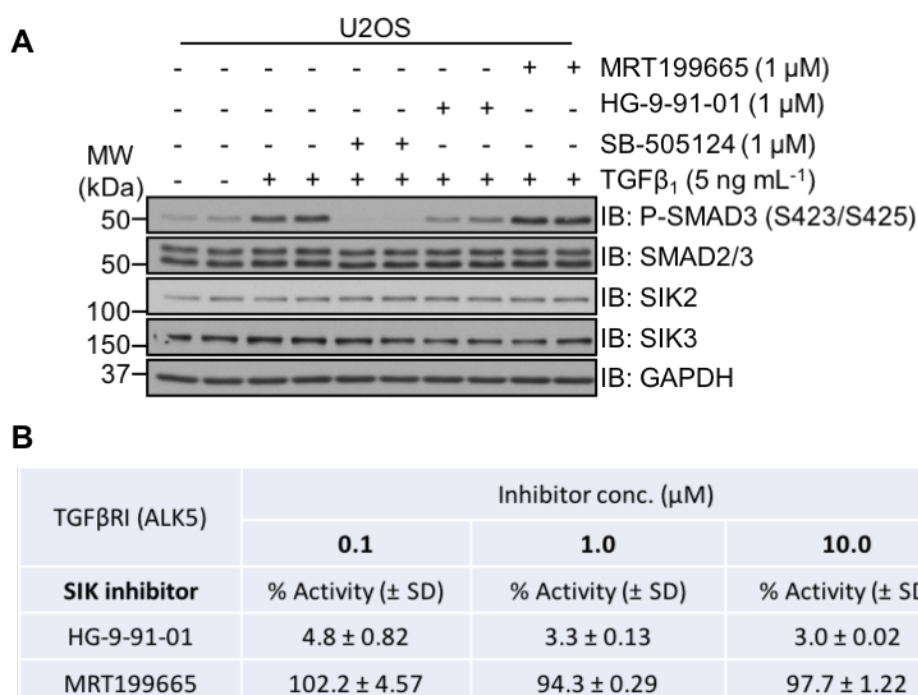 A
U2OS
- - - - - - - - + + MRT199665 (1 µM)
- - - - - - + + - - HG-9-91-01 (1 µM)
- - - - + + - - - - SB-505124 (1 µM)
MW
(kDa)
- - + + + + + + + + TGFβ₁ (5 ng mL⁻¹)
50 IB: P-SMAD3 (S423/S425)
50 IB: SMAD2/3
100 IB: SIK2
150 IB: SIK3
37 IB: GAPDH
B
TGFβRI (ALK5) Inhibitor conc. (µM)
0.1 1.0 10.0
SIK inhibitor % Activity (± SD) % Activity (± SD) % Activity (± SD
HG-9-91-01 4.8 ± 0.82 3.3 ± 0.13 3.0 ± 0.02
MRT199665 102.2 ± 4.57 94.3 ± 0.29 97.7 ± 1.22